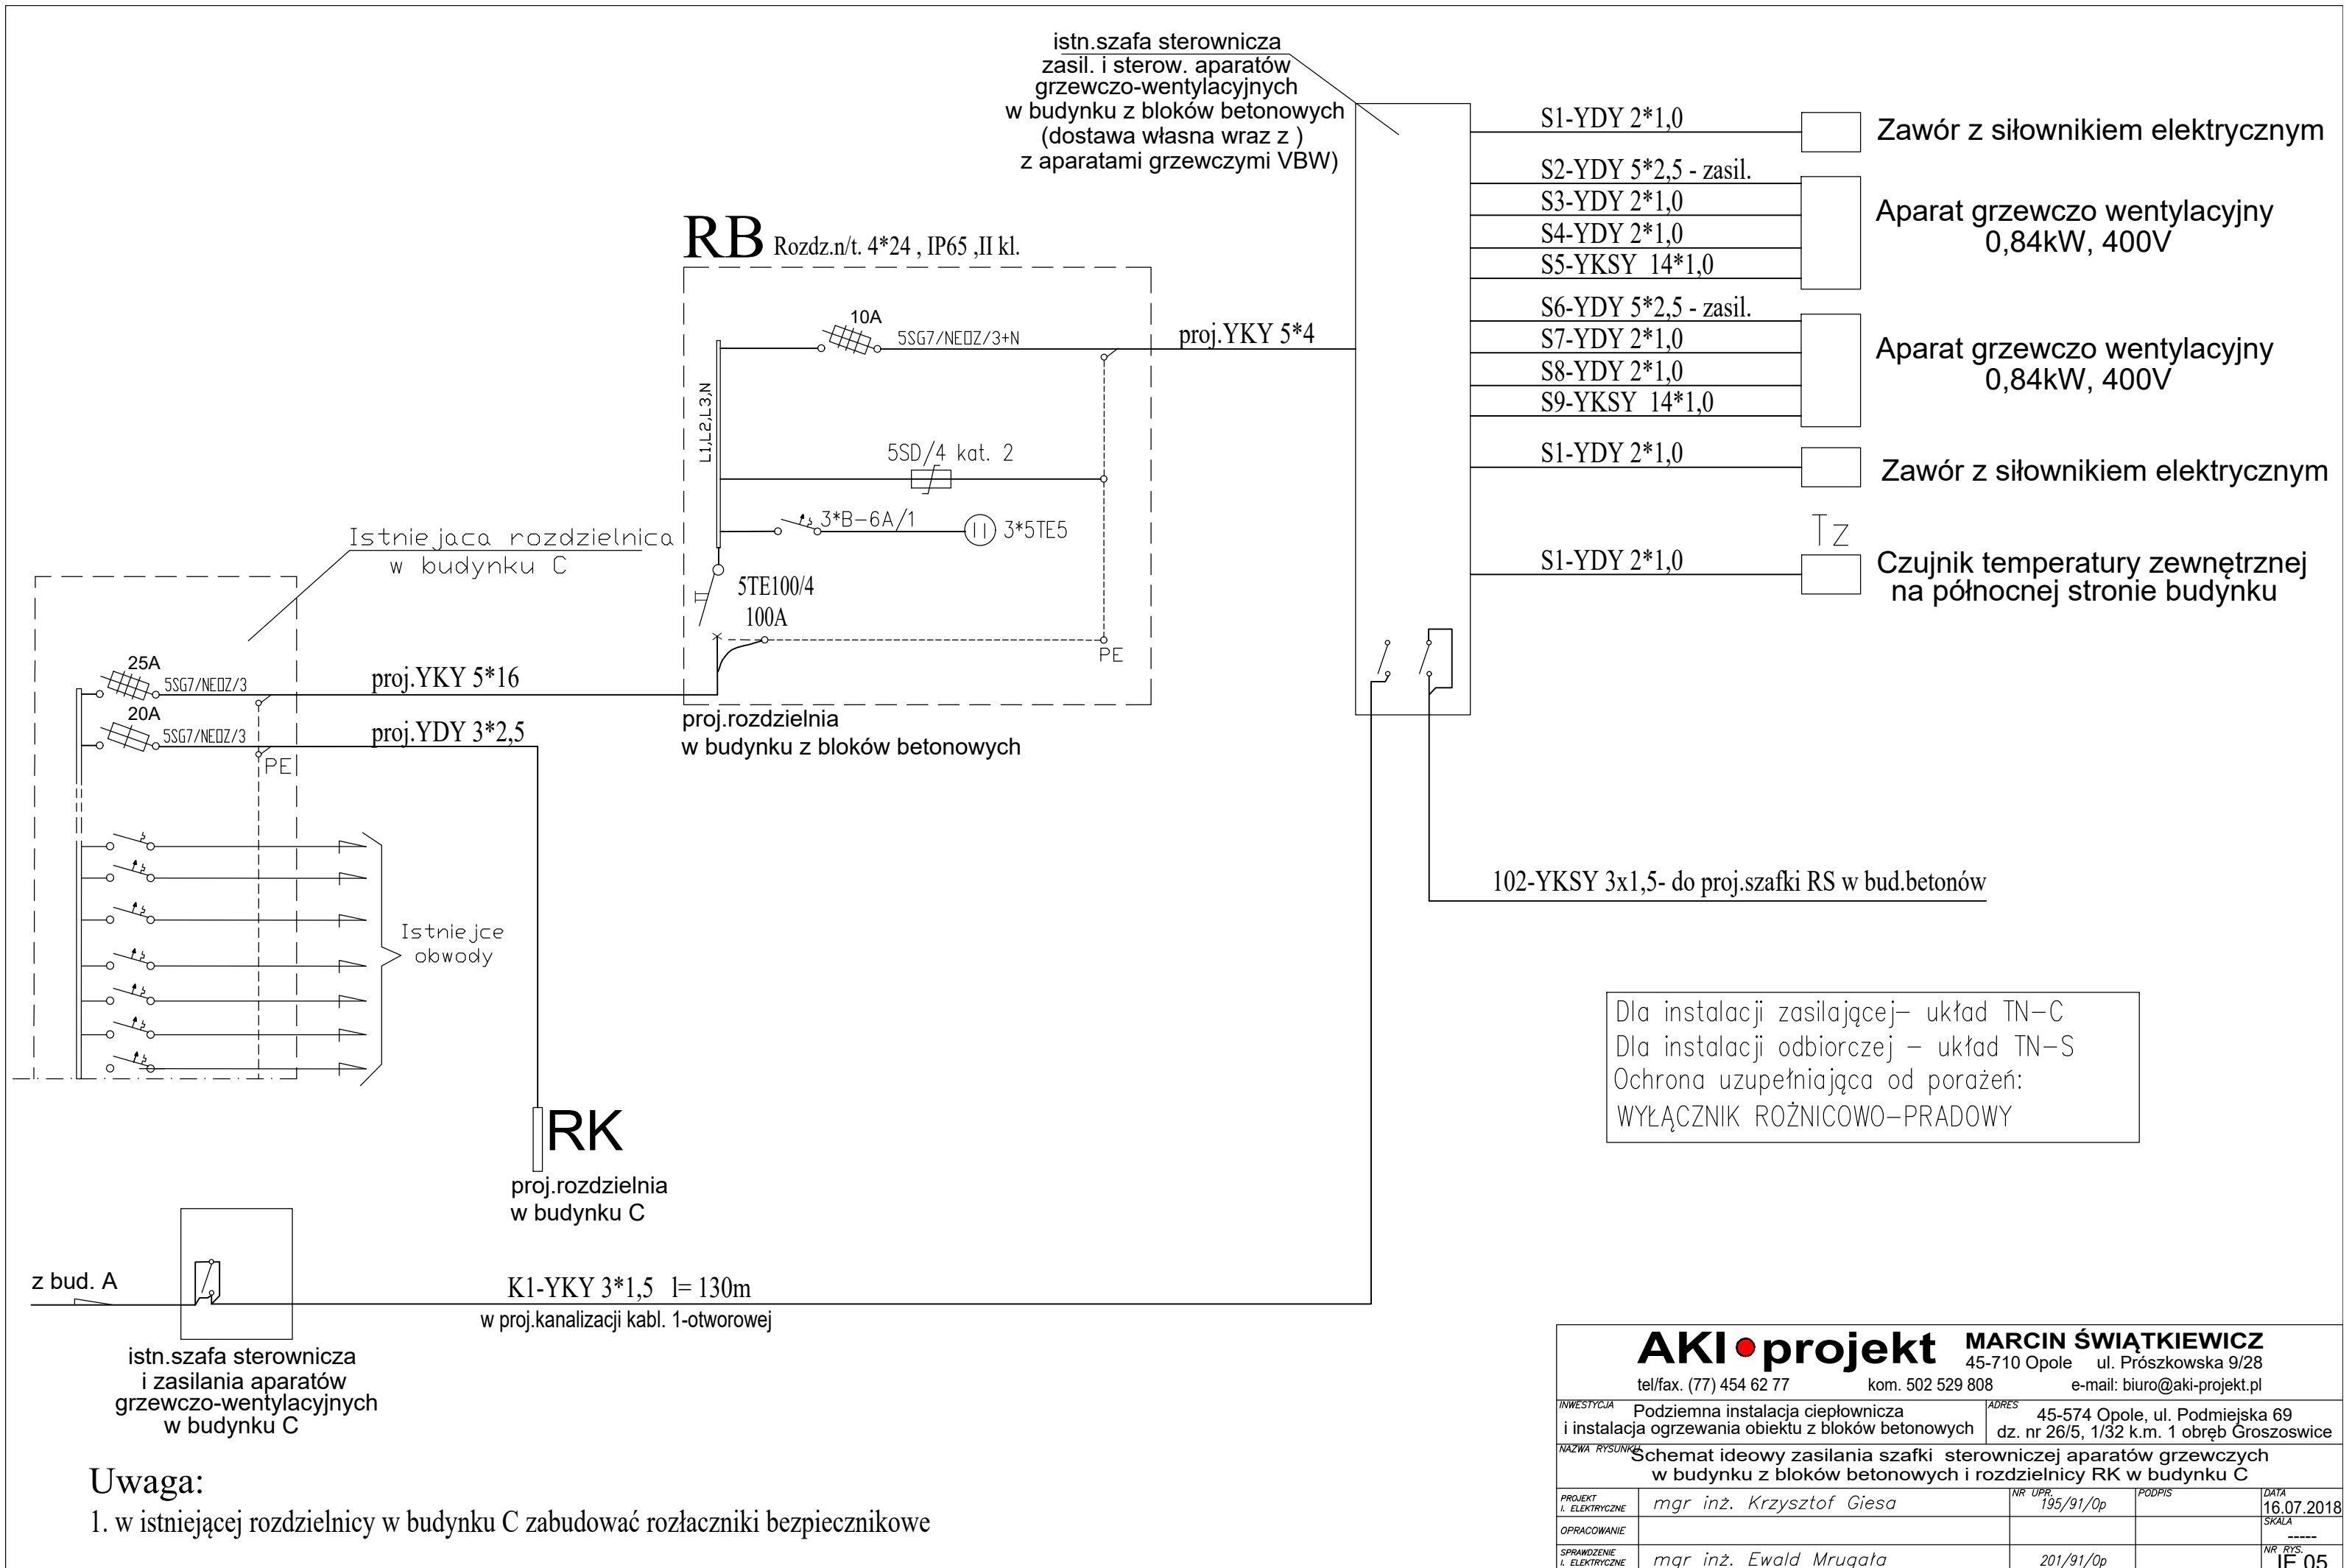 istn.szafa sterownicza
zasil. i sterow. aparatów
grzewczo-wentylacyjnych
w budynku z bloków betonowych
(dostawa własna wraz z )
z aparatami grzewczymi VBW)
S1-YDY 2*1,0
Zawór z siłownikiem elektrycznym
S2-YDY 5*2,5 - zasil.
S3-YDY 2*1,0
S4-YDY 2*1,0
S5-YKSY 14*1,0
Aparat grzewczo wentylacyjny
0,84kW, 400V
S6-YDY 5*2,5 - zasil.
S7-YDY 2*1,0
S8-YDY 2*1,0
S9-YKSY 14*1,0
Aparat grzewczo wentylacyjny
0,84kW, 400V
S1-YDY 2*1,0
Zawór z siłownikiem elektrycznym
Tz
S1-YDY 2*1,0
Czujnik temperatury zewnętrznej
na północnej stronie budynku
RB Rozdz.n/t. 4*24 , IP65 ,II kl.
10A
5SG7/NEOZ/3+N
proj.YKY 5*4
L1,L2,L3,N
5SD/4 kat. 2
3*B-6A/1
3*5TE5
5TE100/4
100A
PE
proj.rozdzielnia
w budynku z bloków betonowych
Istniejaca rozdzielnica
w budynku C
25A
5SG7/NEOZ/3
proj.YKY 5*16
20A
5SG7/NEOZ/3
proj.YDY 3*2,5
PE
Istniejce
obwody
RK
proj.rozdzielnia
w budynku C
102-YKSY 3x1,5- do proj.szafki RS w bud.betonów
Dla instalacji zasilającej- układ TN-C
Dla instalacji odbiorczej - układ TN-S
Ochrona uzupełniająca od porażeń:
WYŁĄCZNIK ROŻNICOWO-PRADOWY
z bud. A
K1-YKY 3*1,5 l= 130m
w proj.kanalizacji kabl. 1-otworowej
istn.szafa sterownicza
i zasilania aparatów
grzewczo-wentylacyjnych
w budynku C
Uwaga:
1. w istniejącej rozdzielnicy w budynku C zabudować rozłaczniki bezpiecznikowe
AKI projekt MARCIN ŚWIĄTKIEWICZ
45-710 Opole ul. Prószkowska 9/28
tel/fax. (77) 454 62 77 kom. 502 529 808 e-mail: biuro@aki-projekt.pl
INWESTYCJA
Podziemna instalacja ciepłownicza
i instalacja ogrzewania obiektu z bloków betonowych
ADRES
45-574 Opole, ul. Podmiejska 69
dz. nr 26/5, 1/32 k.m. 1 obręb Groszowice
NAZWA RYSUNKU
Schemat ideowy zasilania szafki sterowniczej aparatów grzewczych
w budynku z bloków betonowych i rozdzielnicy RK w budynku C
PROJEKT
I. ELEKTRYCZNE
mgr inż. Krzysztof Giesa
NR UPR.
195/91/Op
PODPIS
DATA
16.07.2018
OPRACOWANIE
SKALA
-----
SPRAWDZENIE
I. ELEKTRYCZNE
mgr inż. Ewald Mrugała
201/91/Op
NR RYS.
IE 05